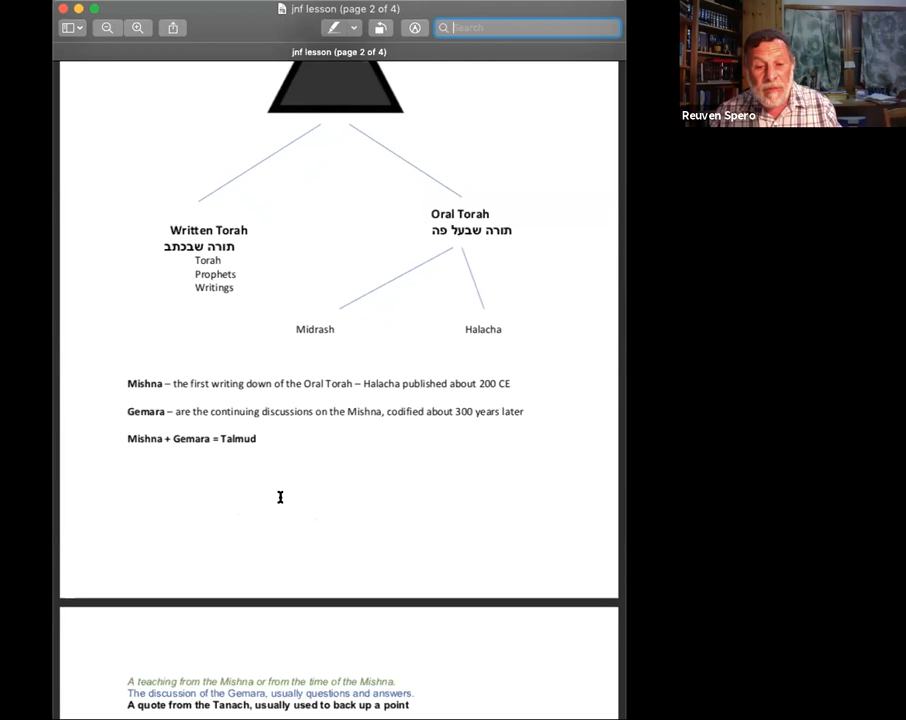 jnf lesson (page 2 of 4)
Search
jnf lesson (page 2 of 4)
Reuven Spero
Written Torah
תורה שבכתב
Torah
Prophets
Writings
Oral Torah
תורה שבעל פה
Midrash
Halacha
Mishna – the first writing down of the Oral Torah – Halacha published about 200 CE
Gemara – are the continuing discussions on the Mishna, codified about 300 years later
Mishna + Gemara = Talmud
A teaching from the Mishna or from the time of the Mishna.
The discussion of the Gemara, usually questions and answers.
A quote from the Tanach, usually used to back up a point